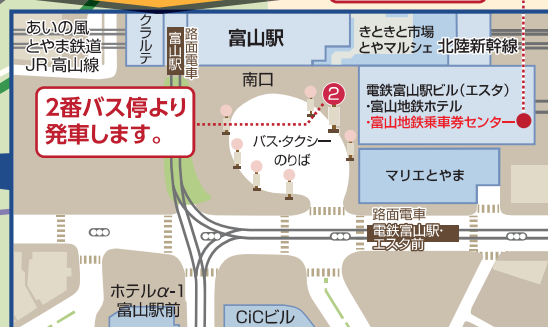 あいの風
とやま鉄道
JR 高山線
クラルテ
路面電車
富山駅
富山駅
きときと市場
とやマルシェ
北陸新幹線
南口
電鉄富山駅ビル(エスタ)
・富山地鉄ホテル
・富山地鉄乗車券センター
2番バス停より
発車します。
2
バス・タクシー
のりば
マリエとやま
路面電車
電鉄富山駅・
エスタ前
ホテルα-1
富山駅前
CiCビル